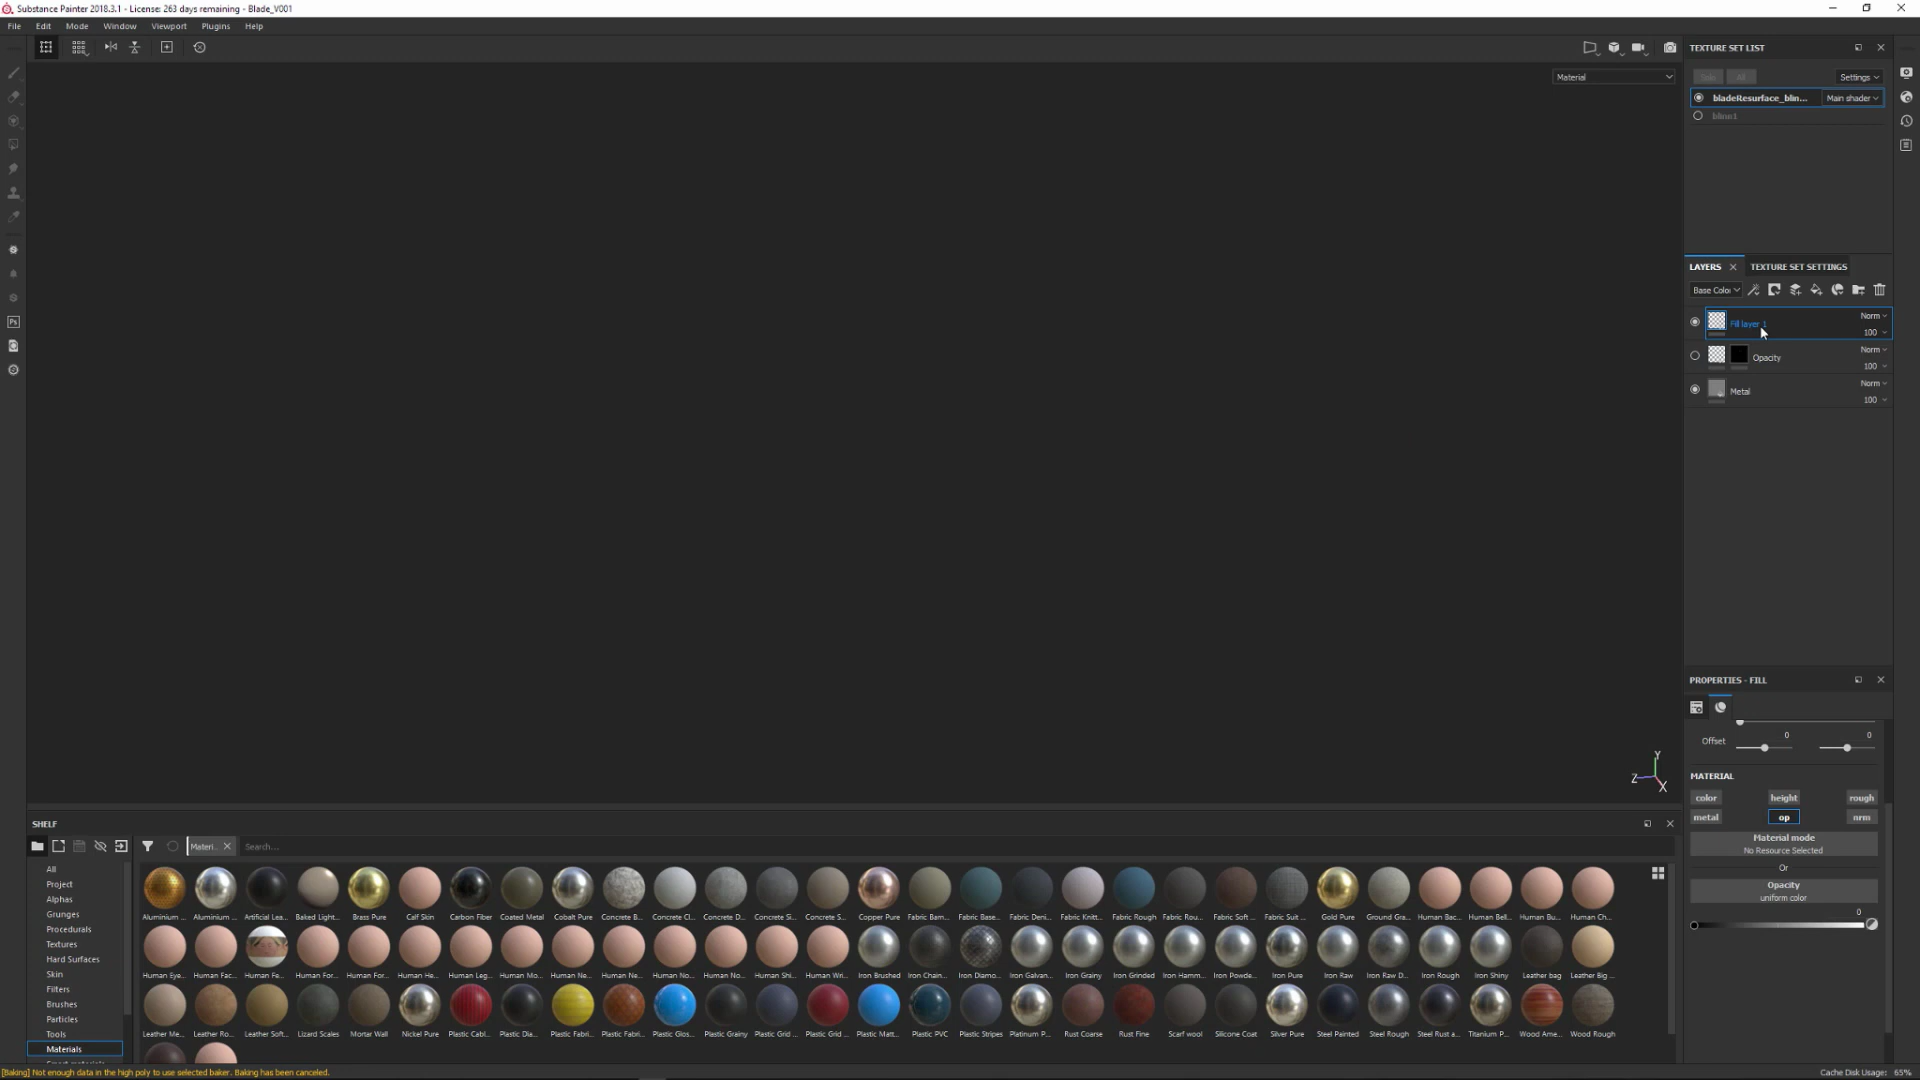 Substance Painter 2018.3.1 - License: 263 days remaining - Blade_V001
File Edit Mode Window Viewport Plugins Help
Material
TEXTURE SET LIST
Solo All Settings
bladeResurface_blin... Main shader
blinn1
LAYERS TEXTURE SET SETTINGS
Base Color
Fill layer 1 Norm 100
Opacity Norm 100
Metal Norm 100
PROPERTIES - FILL
Offset 0 0
MATERIAL
color height rough
metal op nrm
Material mode
No Resource Selected
Or
Opacity
uniform color
0
Y
Z
X
Ps
SHELF
Materi... Search...
All
Project
Alphas
Grunges
Procedurals
Textures
Hard Surfaces
Skin
Filters
Brushes
Particles
Tools
Materials
Smart materials
Aluminium ... Aluminium ... Artificial Lea... Baked Light... Brass Pure Calf Skin Carbon Fiber Coated Metal Cobalt Pure Concrete B... Concrete Cl... Concrete D... Concrete Si... Concrete S... Copper Pure Fabric Bam... Fabric Base... Fabric Deni... Fabric Knitt... Fabric Rough Fabric Rou... Fabric Soft ... Fabric Suit ... Gold Pure Ground Gra... Human Bac... Human Bell... Human Bu... Human Ch...
Human Eye... Human Fac... Human Fe... Human For... Human For... Human He... Human Leg... Human Mo... Human Ne... Human Ne... Human No... Human No... Human Shi... Human Wri... Iron Brushed Iron Chain... Iron Diamo... Iron Galvan... Iron Grainy Iron Grinded Iron Hamm... Iron Powde... Iron Pure Iron Raw Iron Raw D... Iron Rough Iron Shiny Leather bag Leather Big ...
Leather Me... Leather Ro... Leather Soft... Lizard Scales Mortar Wall Nickel Pure Plastic Cabl... Plastic Dia... Plastic Fabri... Plastic Fabri... Plastic Glos... Plastic Grainy Plastic Grid ... Plastic Grid ... Plastic Matt... Plastic PVC Plastic Stripes Platinum P... Rust Coarse Rust Fine Scarf wool Silicone Coat Silver Pure Steel Painted Steel Rough Steel Rust a... Titanium P... Wood Ame... Wood Rough
[Baking] Not enough data in the high poly to use selected baker. Baking has been canceled.
Cache Disk Usage: 65%